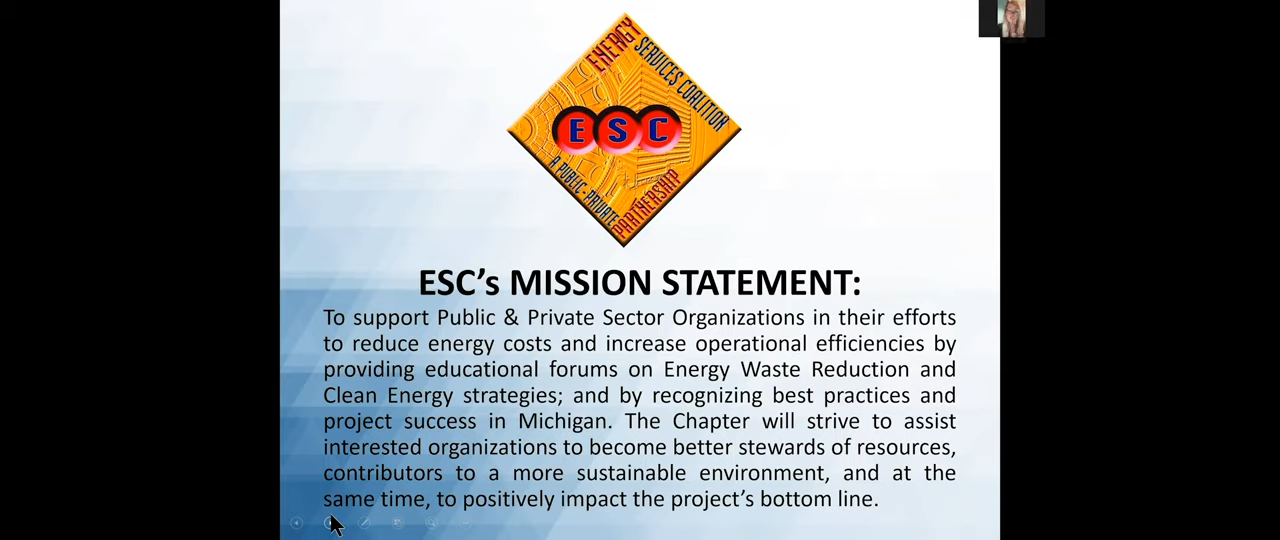 ENERGY
SERVICES COALITION
E S C
A PUBLIC-PRIVATE
PARTNERSHIP
ESC's MISSION STATEMENT:
To support Public & Private Sector Organizations in their efforts
to reduce energy costs and increase operational efficiencies by
providing educational forums on Energy Waste Reduction and
Clean Energy strategies; and by recognizing best practices and
project success in Michigan. The Chapter will strive to assist
interested organizations to become better stewards of resources,
contributors to a more sustainable environment, and at the
same time, to positively impact the project's bottom line.